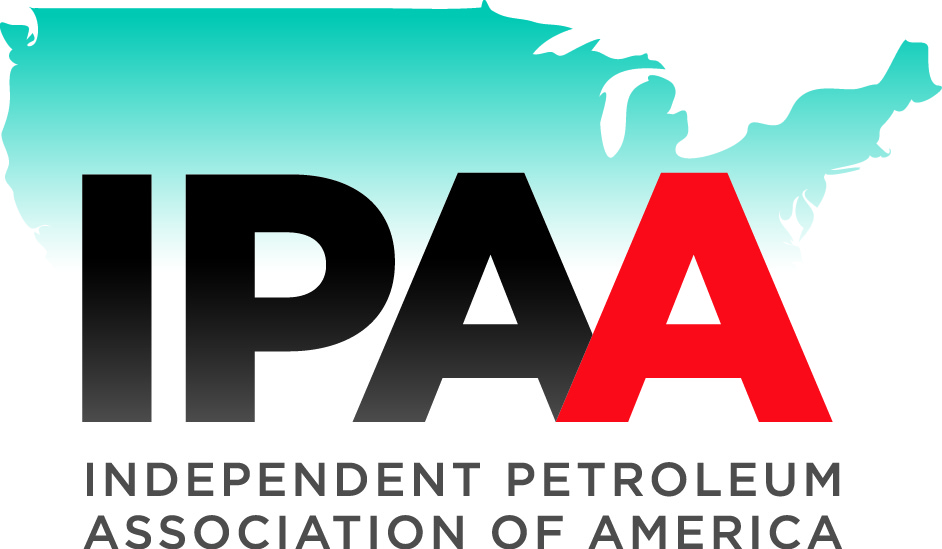 IPAA
INDEPENDENT PETROLEUM
ASSOCIATION OF AMERICA